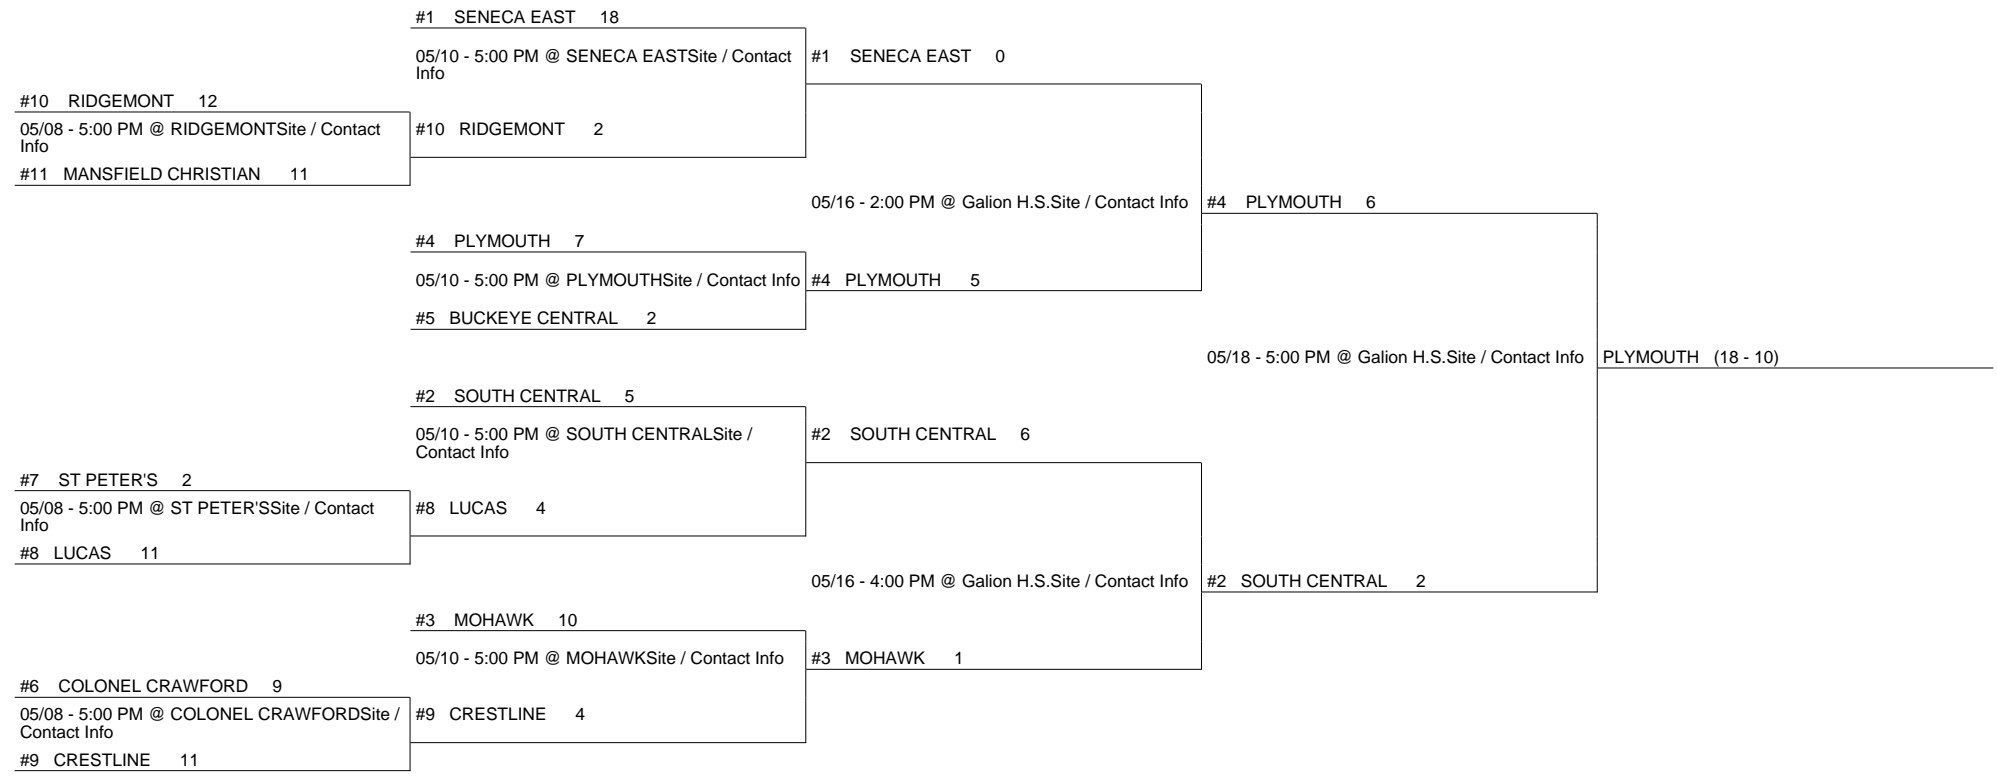 #1 SENECA EAST 18
05/10 - 5:00 PM @ SENECA EASTSite / Contact
Info
#1 SENECA EAST 0
#10 RIDGEMONT 12
05/08 - 5:00 PM @ RIDGEMONTSite / Contact
Info
#11 MANSFIELD CHRISTIAN 11
#10 RIDGEMONT 2
05/16 - 2:00 PM @ Galion H.S.Site / Contact Info
#4 PLYMOUTH 6
#4 PLYMOUTH 7
05/10 - 5:00 PM @ PLYMOUTHSite / Contact Info
#4 PLYMOUTH 5
#5 BUCKEYE CENTRAL 2
05/18 - 5:00 PM @ Galion H.S.Site / Contact Info
PLYMOUTH (18 - 10)
#2 SOUTH CENTRAL 5
05/10 - 5:00 PM @ SOUTH CENTRALSite /
Contact Info
#2 SOUTH CENTRAL 6
#7 ST PETER'S 2
05/08 - 5:00 PM @ ST PETER'SSite / Contact
Info
#8 LUCAS 11
#8 LUCAS 4
05/16 - 4:00 PM @ Galion H.S.Site / Contact Info
#2 SOUTH CENTRAL 2
#3 MOHAWK 10
05/10 - 5:00 PM @ MOHAWKSite / Contact Info
#3 MOHAWK 1
#6 COLONEL CRAWFORD 9
05/08 - 5:00 PM @ COLONEL CRAWFORDSite /
Contact Info
#9 CRESTLINE 11
#9 CRESTLINE 4